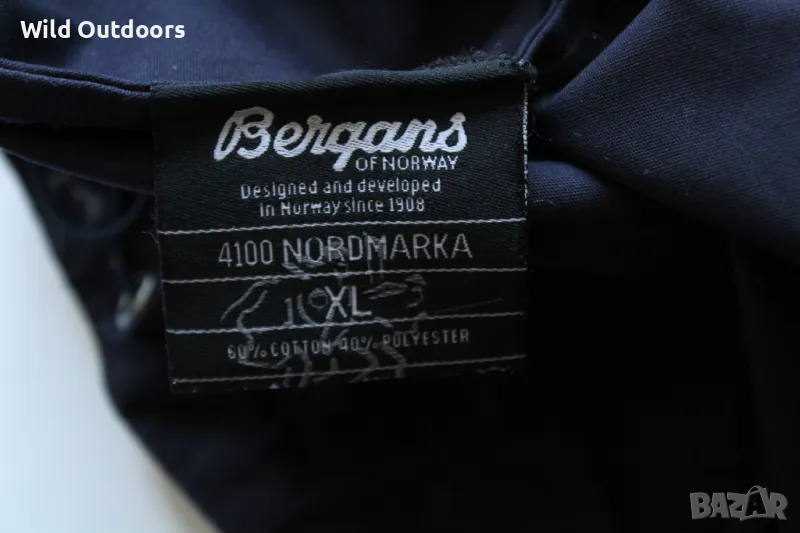 Wild Outdoors
Bergans
OF NORWAY
Designed and developed
in Norway since 1908
4100 NORDMARKA
XL
60% COTTON 40% POLYESTER
BAZAR